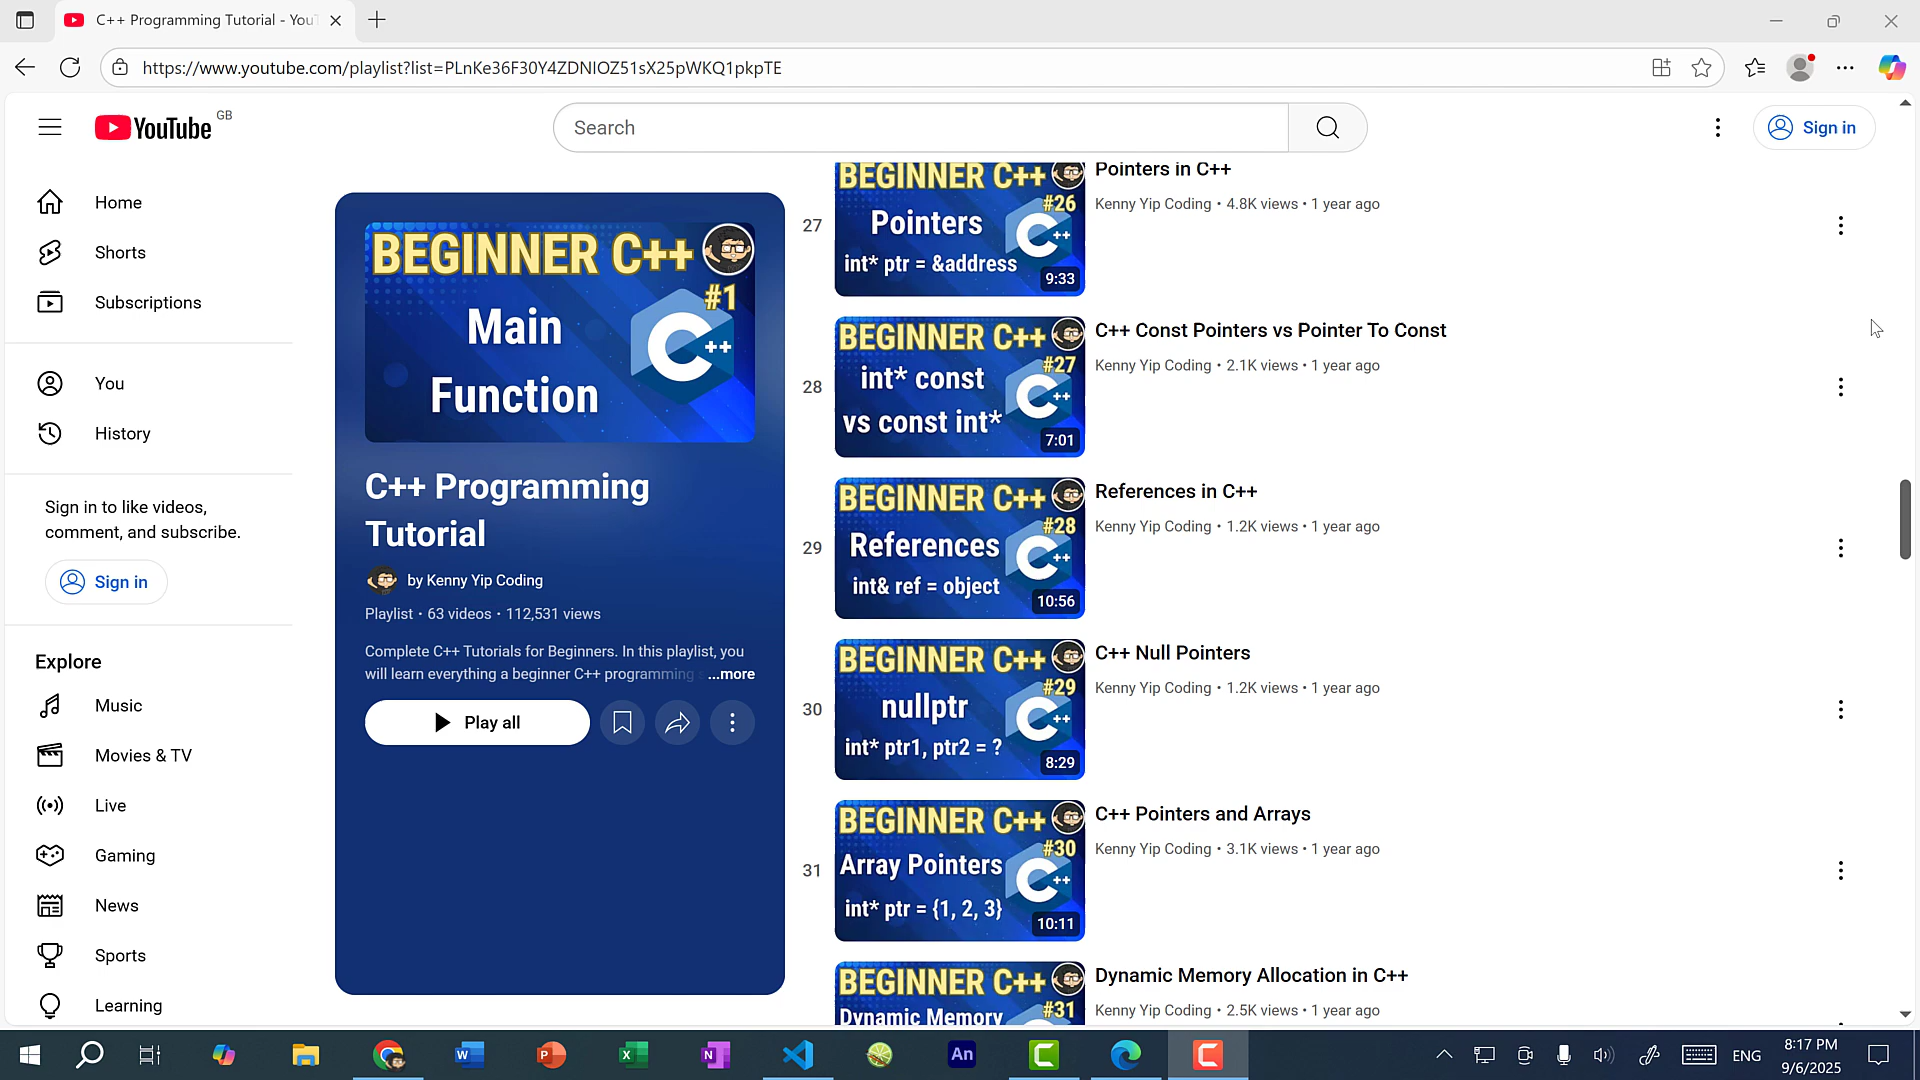 C++ Programming Tutorial - You
https://www.youtube.com/playlist?list=PLnKe36F30Y4ZDNIOZ51sX25pWKQ1pkpTE
YouTube GB
Search
Sign in
Home
Shorts
Subscriptions
You
History
Sign in to like videos,
comment, and subscribe.
Sign in
Explore
Music
Movies & TV
Live
Gaming
News
Sports
Learning
BEGINNER C++
#1
Main
Function
C++
C++ Programming
Tutorial
by Kenny Yip Coding
Playlist • 63 videos • 112,531 views
Complete C++ Tutorials for Beginners. In this playlist, you
will learn everything a beginner C++ programming ...more
Play all
27
BEGINNER C++
#26
Pointers
C++
int* ptr = &address
9:33
Pointers in C++
Kenny Yip Coding • 4.8K views • 1 year ago
28
BEGINNER C++
#27
int* const
C++
vs const int*
7:01
C++ Const Pointers vs Pointer To Const
Kenny Yip Coding • 2.1K views • 1 year ago
29
BEGINNER C++
#28
References
C++
int& ref = object
10:56
References in C++
Kenny Yip Coding • 1.2K views • 1 year ago
30
BEGINNER C++
#29
nullptr
C++
int* ptr1, ptr2 = ?
8:29
C++ Null Pointers
Kenny Yip Coding • 1.2K views • 1 year ago
31
BEGINNER C++
#30
Array Pointers
C++
int* ptr = {1, 2, 3}
10:11
C++ Pointers and Arrays
Kenny Yip Coding • 3.1K views • 1 year ago
BEGINNER C++
#31
Dynamic Memory
Dynamic Memory Allocation in C++
Kenny Yip Coding • 2.5K views • 1 year ago
W
P
X
N
An
C
C
ENG
8:17 PM
9/6/2025